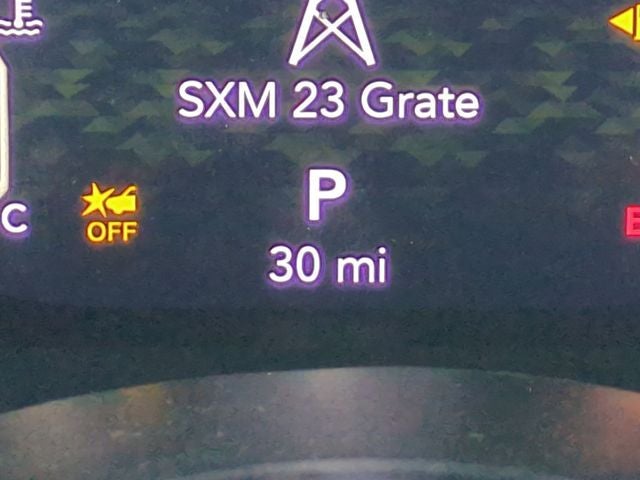 SXM 23 Grate
P
C
OFF
30 mi